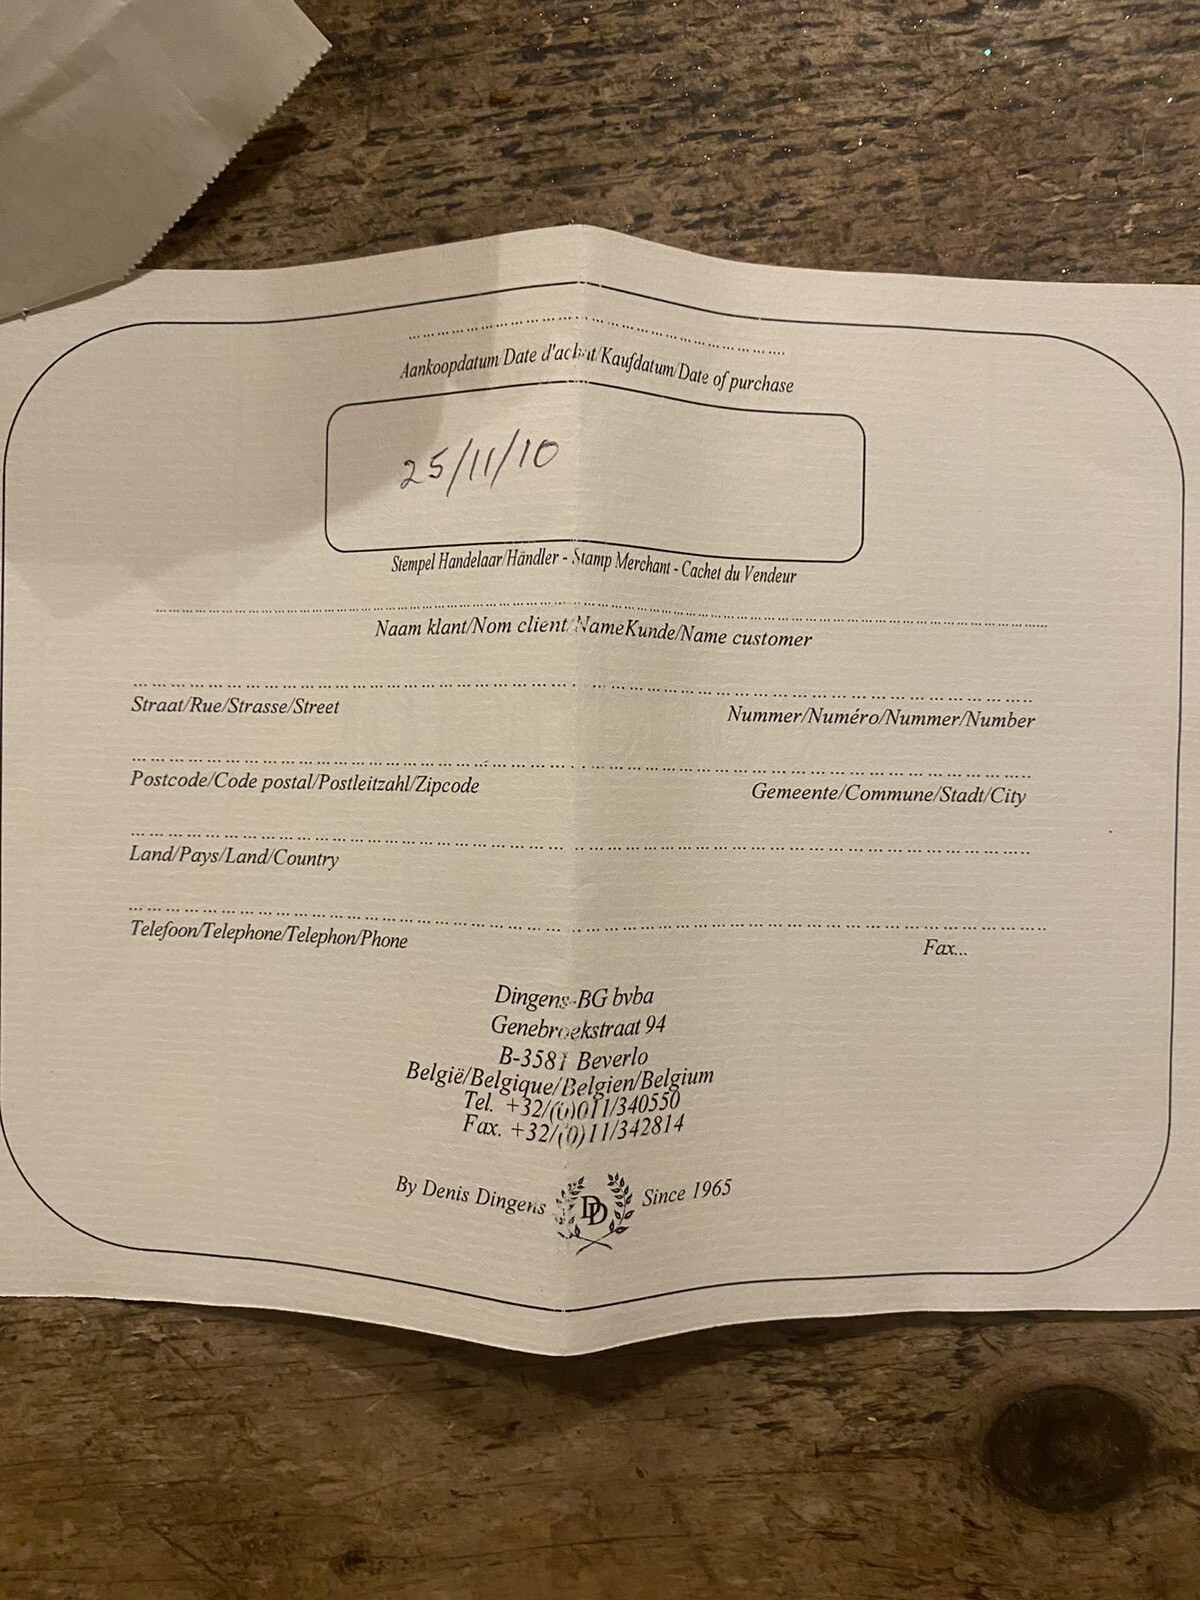 Aankoopdatum/Date d'achat/Kaufdatum/Date of purchase
25/11/10
Stempel Handelaar/Händler - Stamp Merchant - Cachet du Vendeur
Naam klant/Nom client/NameKunde/Name customer
Straat/Rue/Strasse/Street Nummer/Numéro/Nummer/Number
Postcode/Code postal/Postleitzahl/Zipcode Gemeente/Commune/Stadt/City
Land/Pays/Land/Country
Telefoon/Telephone/Telephon/Phone Fax...
Dingens-BG bvba
Genebroekstraat 94
B-3581 Beverlo
België/Belgique/Belgien/Belgium
Tel. +32/(0)011/340550
Fax. +32/(0)11/342814
By Denis Dingens DD Since 1965